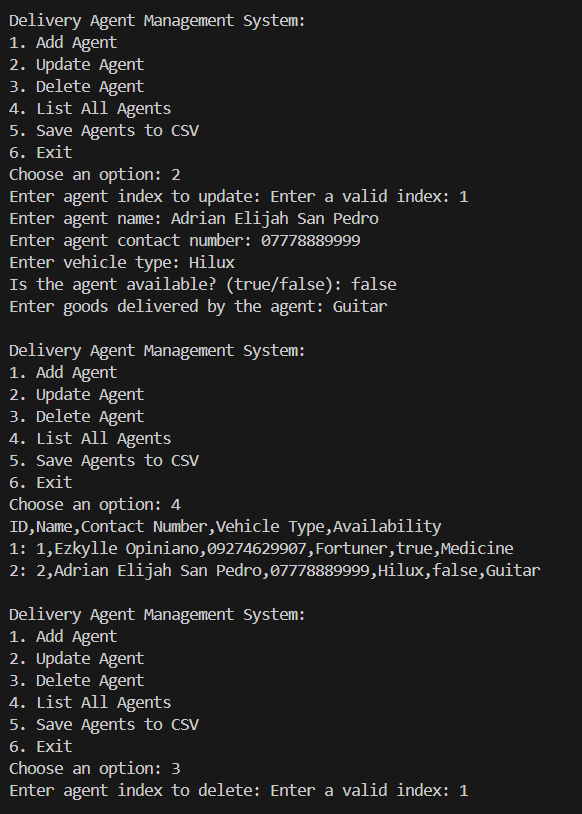 Delivery Agent Management System:
1. Add Agent
2. Update Agent
3. Delete Agent
4. List All Agents
5. Save Agents to CSV
6. Exit
Choose an option: 2
Enter agent index to update: Enter a valid index: 1
Enter agent name: Adrian Elijah San Pedro
Enter agent contact number: 07778889999
Enter vehicle type: Hilux
Is the agent available? (true/false): false
Enter goods delivered by the agent: Guitar

Delivery Agent Management System:
1. Add Agent
2. Update Agent
3. Delete Agent
4. List All Agents
5. Save Agents to CSV
6. Exit
Choose an option: 4
ID,Name,Contact Number,Vehicle Type,Availability
1: 1,Ezkylle Opiniano,09274629907,Fortuner,true,Medicine
2: 2,Adrian Elijah San Pedro,07778889999,Hilux,false,Guitar

Delivery Agent Management System:
1. Add Agent
2. Update Agent
3. Delete Agent
4. List All Agents
5. Save Agents to CSV
6. Exit
Choose an option: 3
Enter agent index to delete: Enter a valid index: 1